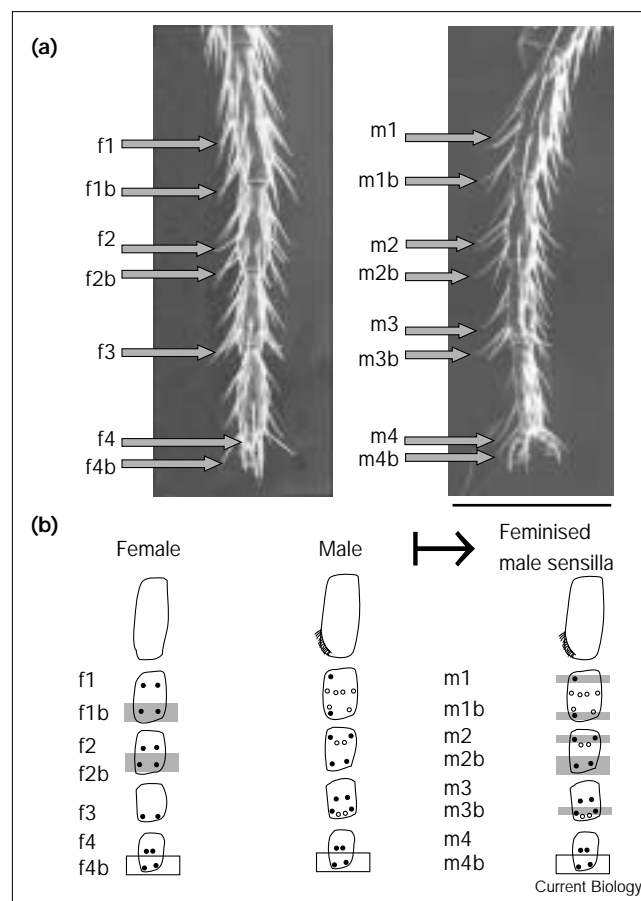 (a)
f1
f1b
f2
f2b
f3
f4
f4b
m1
m1b
m2
m2b
m3
m3b
m4
m4b
(b)
Female
Male
Feminised
male sensilla
f1
f1b
f2
f2b
f3
f4
f4b
m1
m1b
m2
m2b
m3
m3b
m4
m4b
Current Biology